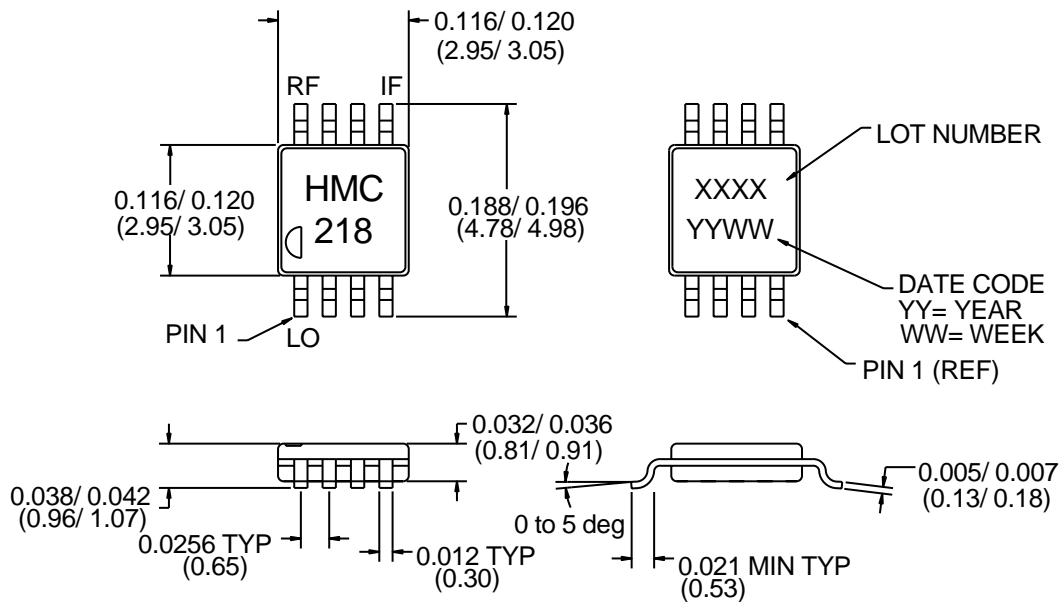 0.116/ 0.120
(2.95/ 3.05)
RF
IF
LOT NUMBER
HMC
218
XXXX
YYWW
0.116/ 0.120
(2.95/ 3.05)
0.188/ 0.196
(4.78/ 4.98)
DATE CODE
YY= YEAR
WW= WEEK
PIN 1
LO
PIN 1 (REF)
0.032/ 0.036
(0.81/ 0.91)
0.005/ 0.007
(0.13/ 0.18)
0.038/ 0.042
(0.96/ 1.07)
0 to 5 deg
0.0256 TYP
(0.65)
0.012 TYP
(0.30)
0.021 MIN TYP
(0.53)